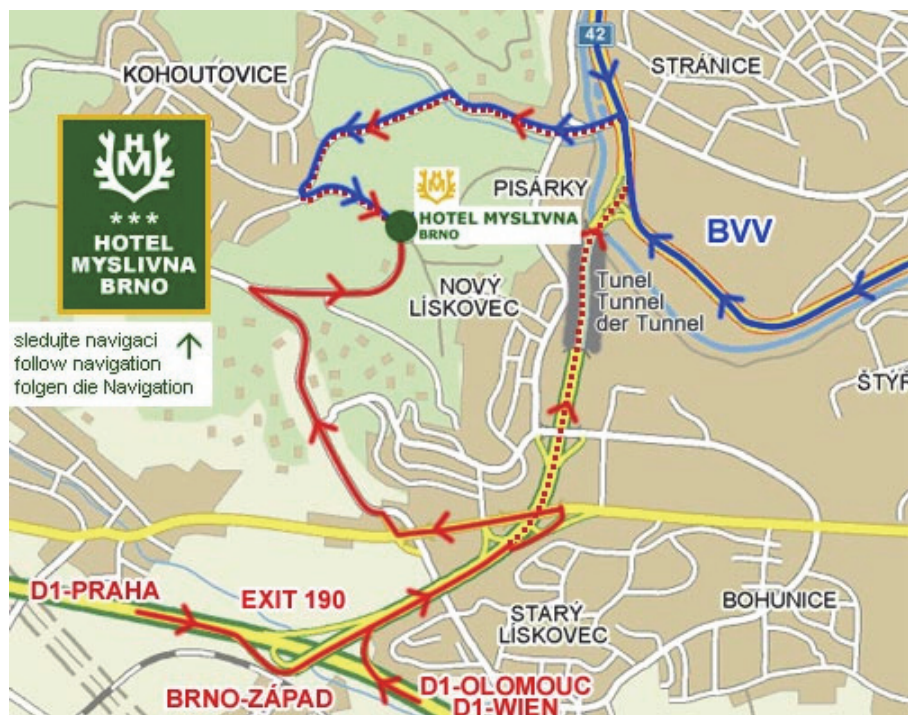 42
STRÁNICE
KOHOUTOVICE
HM
***
HOTEL
MYSLIVNA
BRNO
HM
HOTEL MYSLIVNA
BRNO
PISÁRKY
BVV
NOVÝ
LÍSKOVEC
Tunel
Tunnel
der Tunnel
sledujte navigaci
follow navigation
folgen die Navigation
ŠTÝŘ
D1-PRAHA
EXIT 190
STARÝ
LÍSKOVEC
BOHUNICE
BRNO-ZÁPAD
D1-OLOMOUC
D1-WIEN